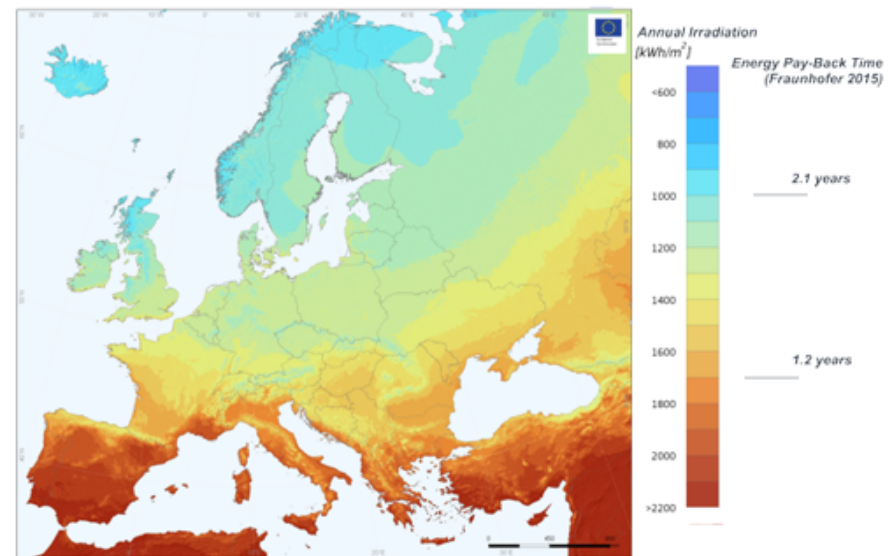 Annual Irradiation
[kWh/m²]
Energy Pay-Back Time
(Fraunhofer 2015)
<600
800
1000
2.1 years
1200
1400
1600
1.2 years
1800
2000
>2200